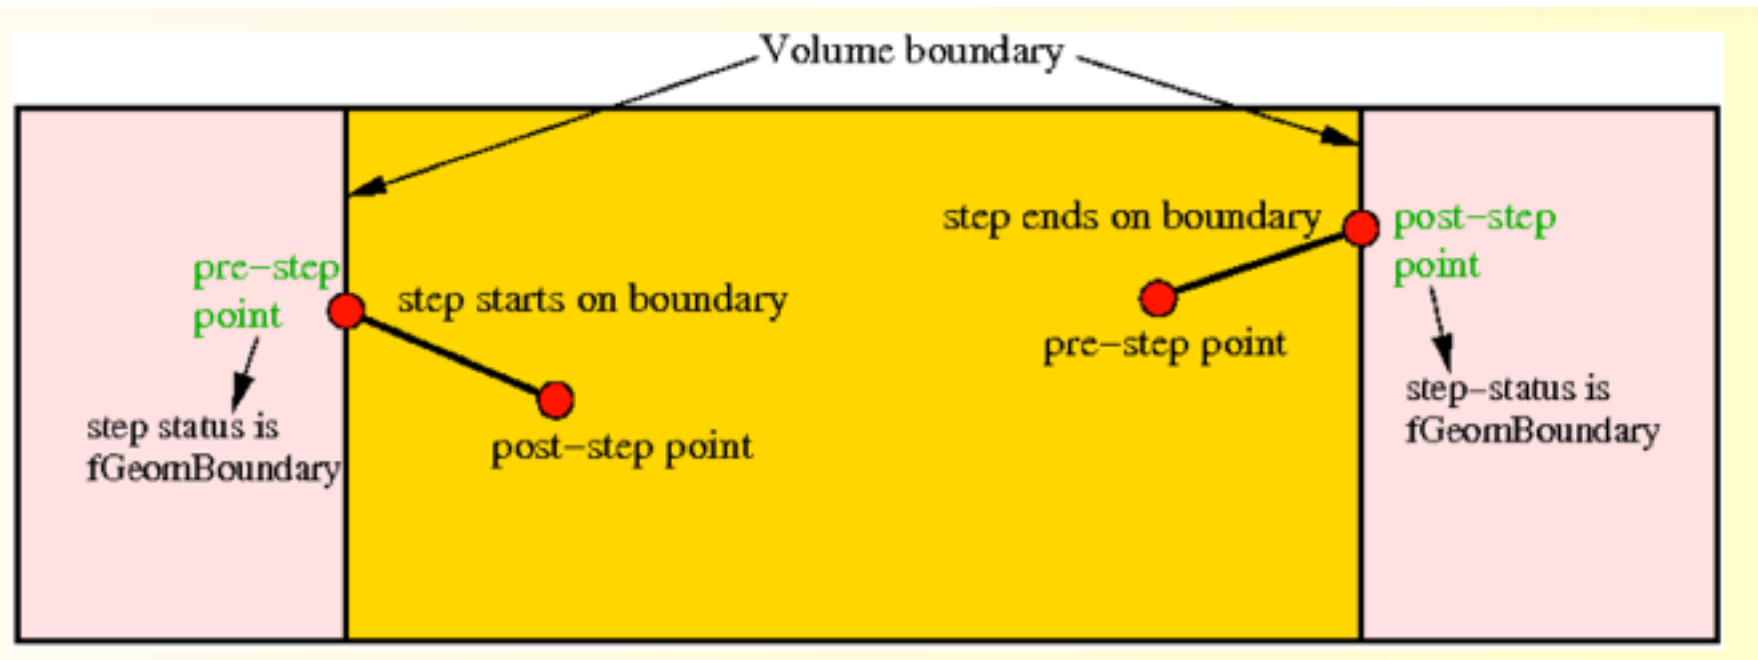 Volume boundary
step ends on boundary
post-step
point
pre-step
point
step starts on boundary
pre-step point
step status is
fGeomBoundary
post-step point
step-status is
fGeomBoundary